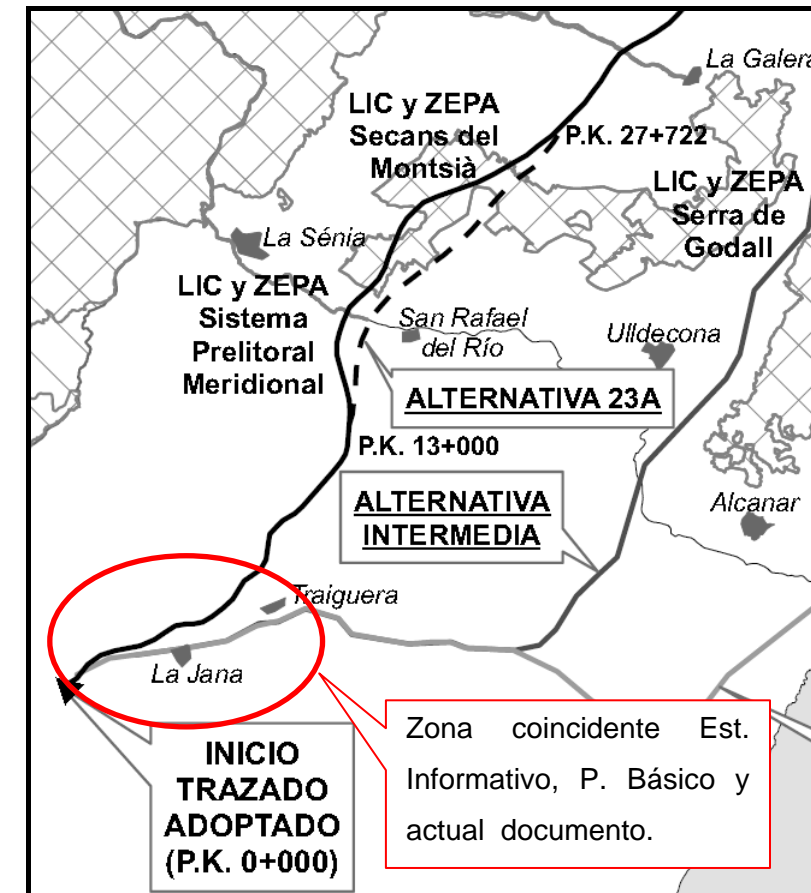 La Galera
LIC y ZEPA
Secans del
Montsià
P.K. 27+722
LIC y ZEPA
Serra de
Godall
La Sénia
LIC y ZEPA
Sistema
Prelitoral
Meridional
San Rafael
del Río
Ulldecona
ALTERNATIVA 23A
P.K. 13+000
ALTERNATIVA
INTERMEDIA
Alcanar
Traiguera
La Jana
INICIO
TRAZADO
ADOPTADO
(P.K. 0+000)
Zona coincidente Est.
Informativo, P. Básico y
actual documento.